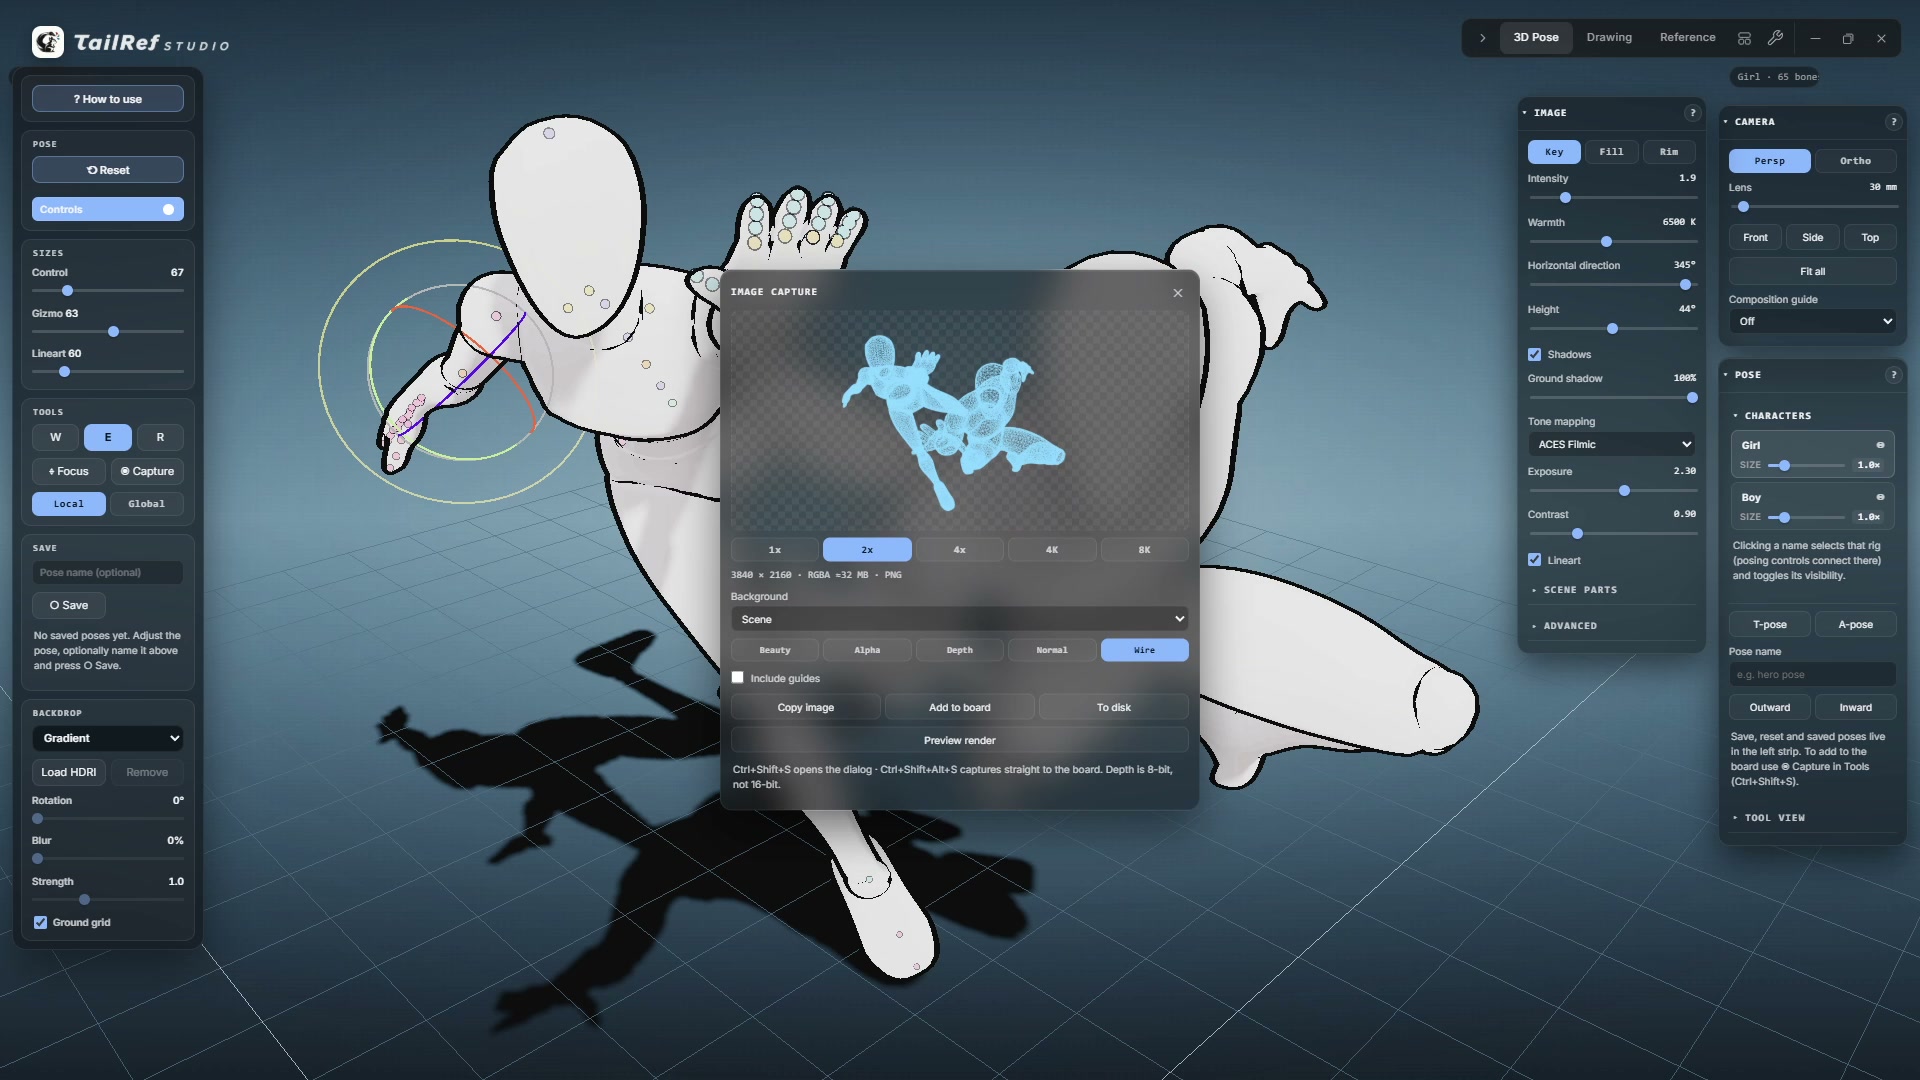 TailRef STUDIO
3D Pose
Drawing
Reference
Girl · 65 bone
? How to use
POSE
Reset
Controls
SIZES
Control 67
Gizmo 63
Lineart 60
TOOLS
W
E
R
Focus
Capture
Local
Global
SAVE
Pose name (optional)
Save
No saved poses yet. Adjust the
pose, optionally name it above
and press O Save.
BACKDROP
Gradient
Load HDRI
Remove
Rotation 0°
Blur 0%
Strength 1.0
Ground grid
IMAGE CAPTURE
1x
2x
4x
4K
8K
3840 × 2160 · RGBA ≈32 MB · PNG
Background
Scene
Beauty
Alpha
Depth
Normal
Wire
Include guides
Copy image
Add to board
To disk
Preview render
Ctrl+Shift+S opens the dialog · Ctrl+Shift+Alt+S captures straight to the board. Depth is 8-bit,
not 16-bit.
IMAGE ?
Key
Fill
Rim
Intensity 1.9
Warmth 6500 K
Horizontal direction 345°
Height 44°
Shadows
Ground shadow 100%
Tone mapping
ACES Filmic
Exposure 2.30
Contrast 0.90
Lineart
SCENE PARTS
ADVANCED
CAMERA ?
Persp
Ortho
Lens 30 mm
Front
Side
Top
Fit all
Composition guide
Off
POSE ?
CHARACTERS
Girl
SIZE 1.0×
Boy
SIZE 1.0×
Clicking a name selects that rig
(posing controls connect there)
and toggles its visibility.
T-pose
A-pose
Pose name
e.g. hero pose
Outward
Inward
Save, reset and saved poses live
in the left strip. To add to the
board use ◉ Capture in Tools
(Ctrl+Shift+S).
TOOL VIEW